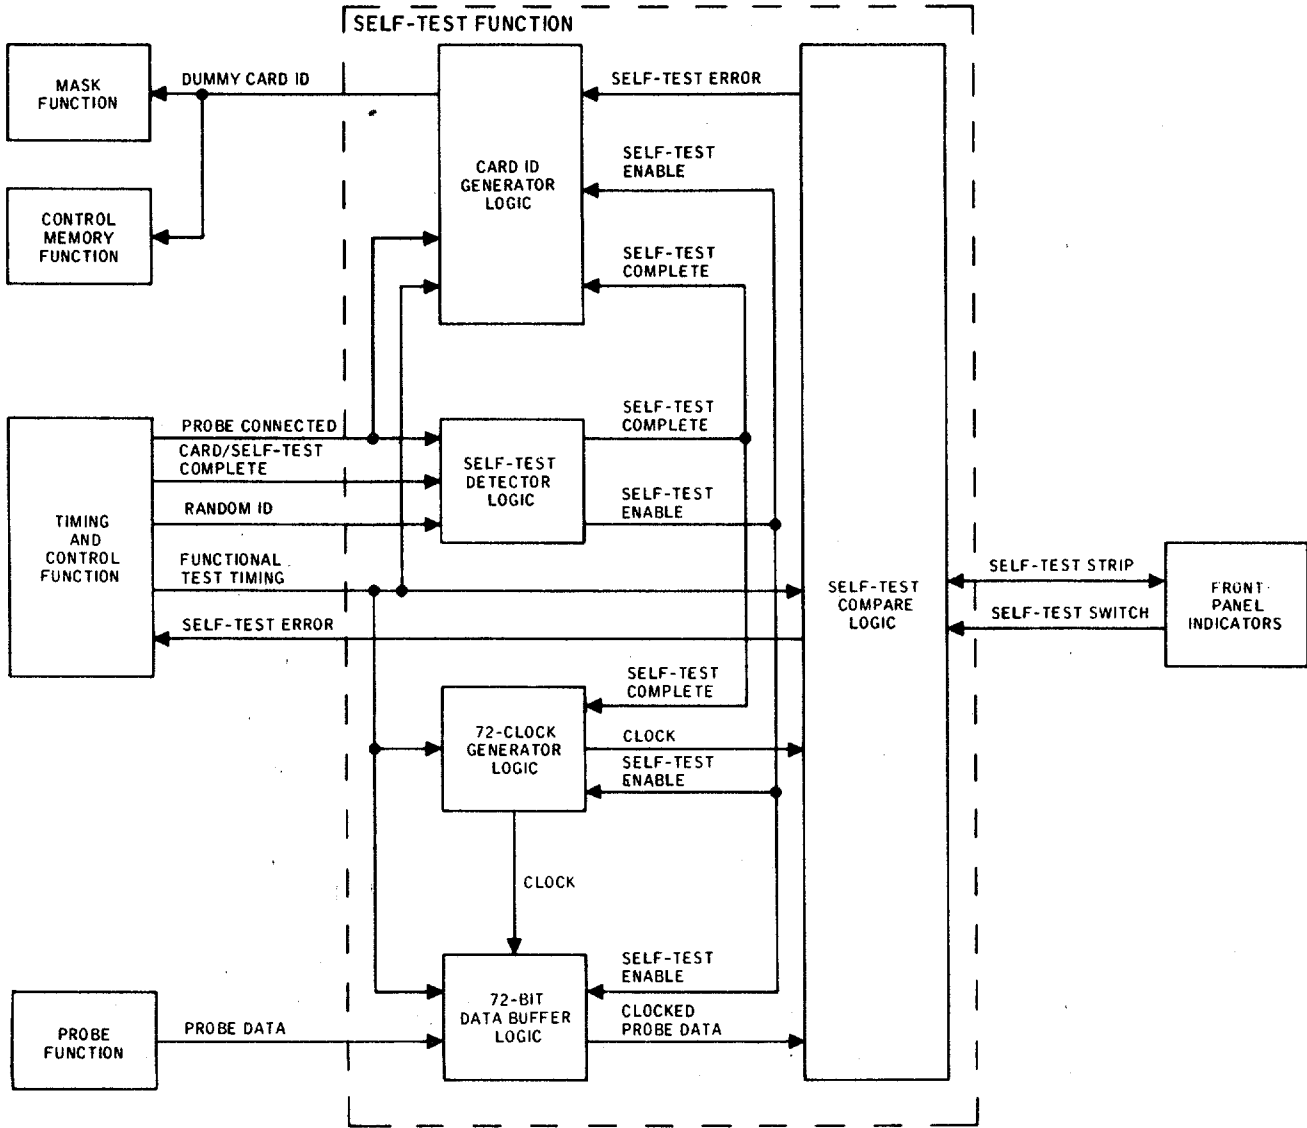 SELF-TEST FUNCTION
MASK
FUNCTION
DUMMY CARD ID
SELF-TEST ERROR
CARD ID
GENERATOR
LOGIC
SELF-TEST
ENABLE
CONTROL
MEMORY
FUNCTION
SELF-TEST
COMPLETE
TIMING
AND
CONTROL
FUNCTION
PROBE CONNECTED
CARD/SELF-TEST
COMPLETE
RANDOM ID
FUNCTIONAL
TEST TIMING
SELF-TEST ERROR
SELF-TEST
DETECTOR
LOGIC
SELF-TEST
COMPLETE
SELF-TEST
ENABLE
SELF-TEST
COMPARE
LOGIC
SELF-TEST STRIP
SELF-TEST SWITCH
FRONT-
PANEL
INDICATORS
72-CLOCK
GENERATOR
LOGIC
SELF-TEST
COMPLETE
CLOCK
SELF-TEST
ENABLE
CLOCK
PROBE
FUNCTION
PROBE DATA
72-BIT
DATA BUFFER
LOGIC
SELF-TEST
ENABLE
CLOCKED
PROBE DATA